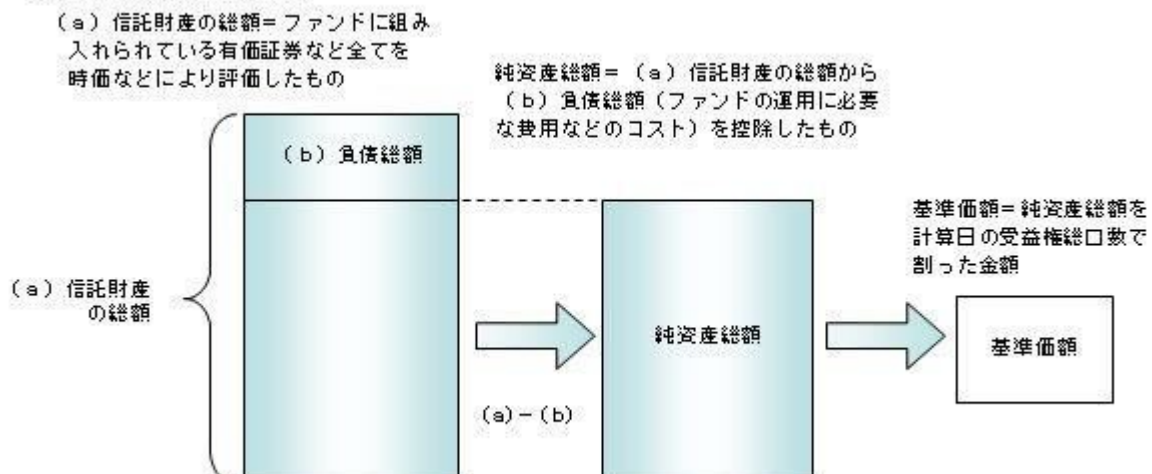 (a)信託財産の総額=ファンドに組み
入れられている有価証券など全てを
時価などにより評価したもの
純資産総額=(a)信託財産の総額から
(b)負債総額(ファンドの運用に必要
な費用などのコスト)を控除したもの
(b)負債総額
基準価額=純資産総額を
計算日の受益権総口数で
割った金額
(a)信託財産
の総額
純資産総額
基準価額
(a)-(b)